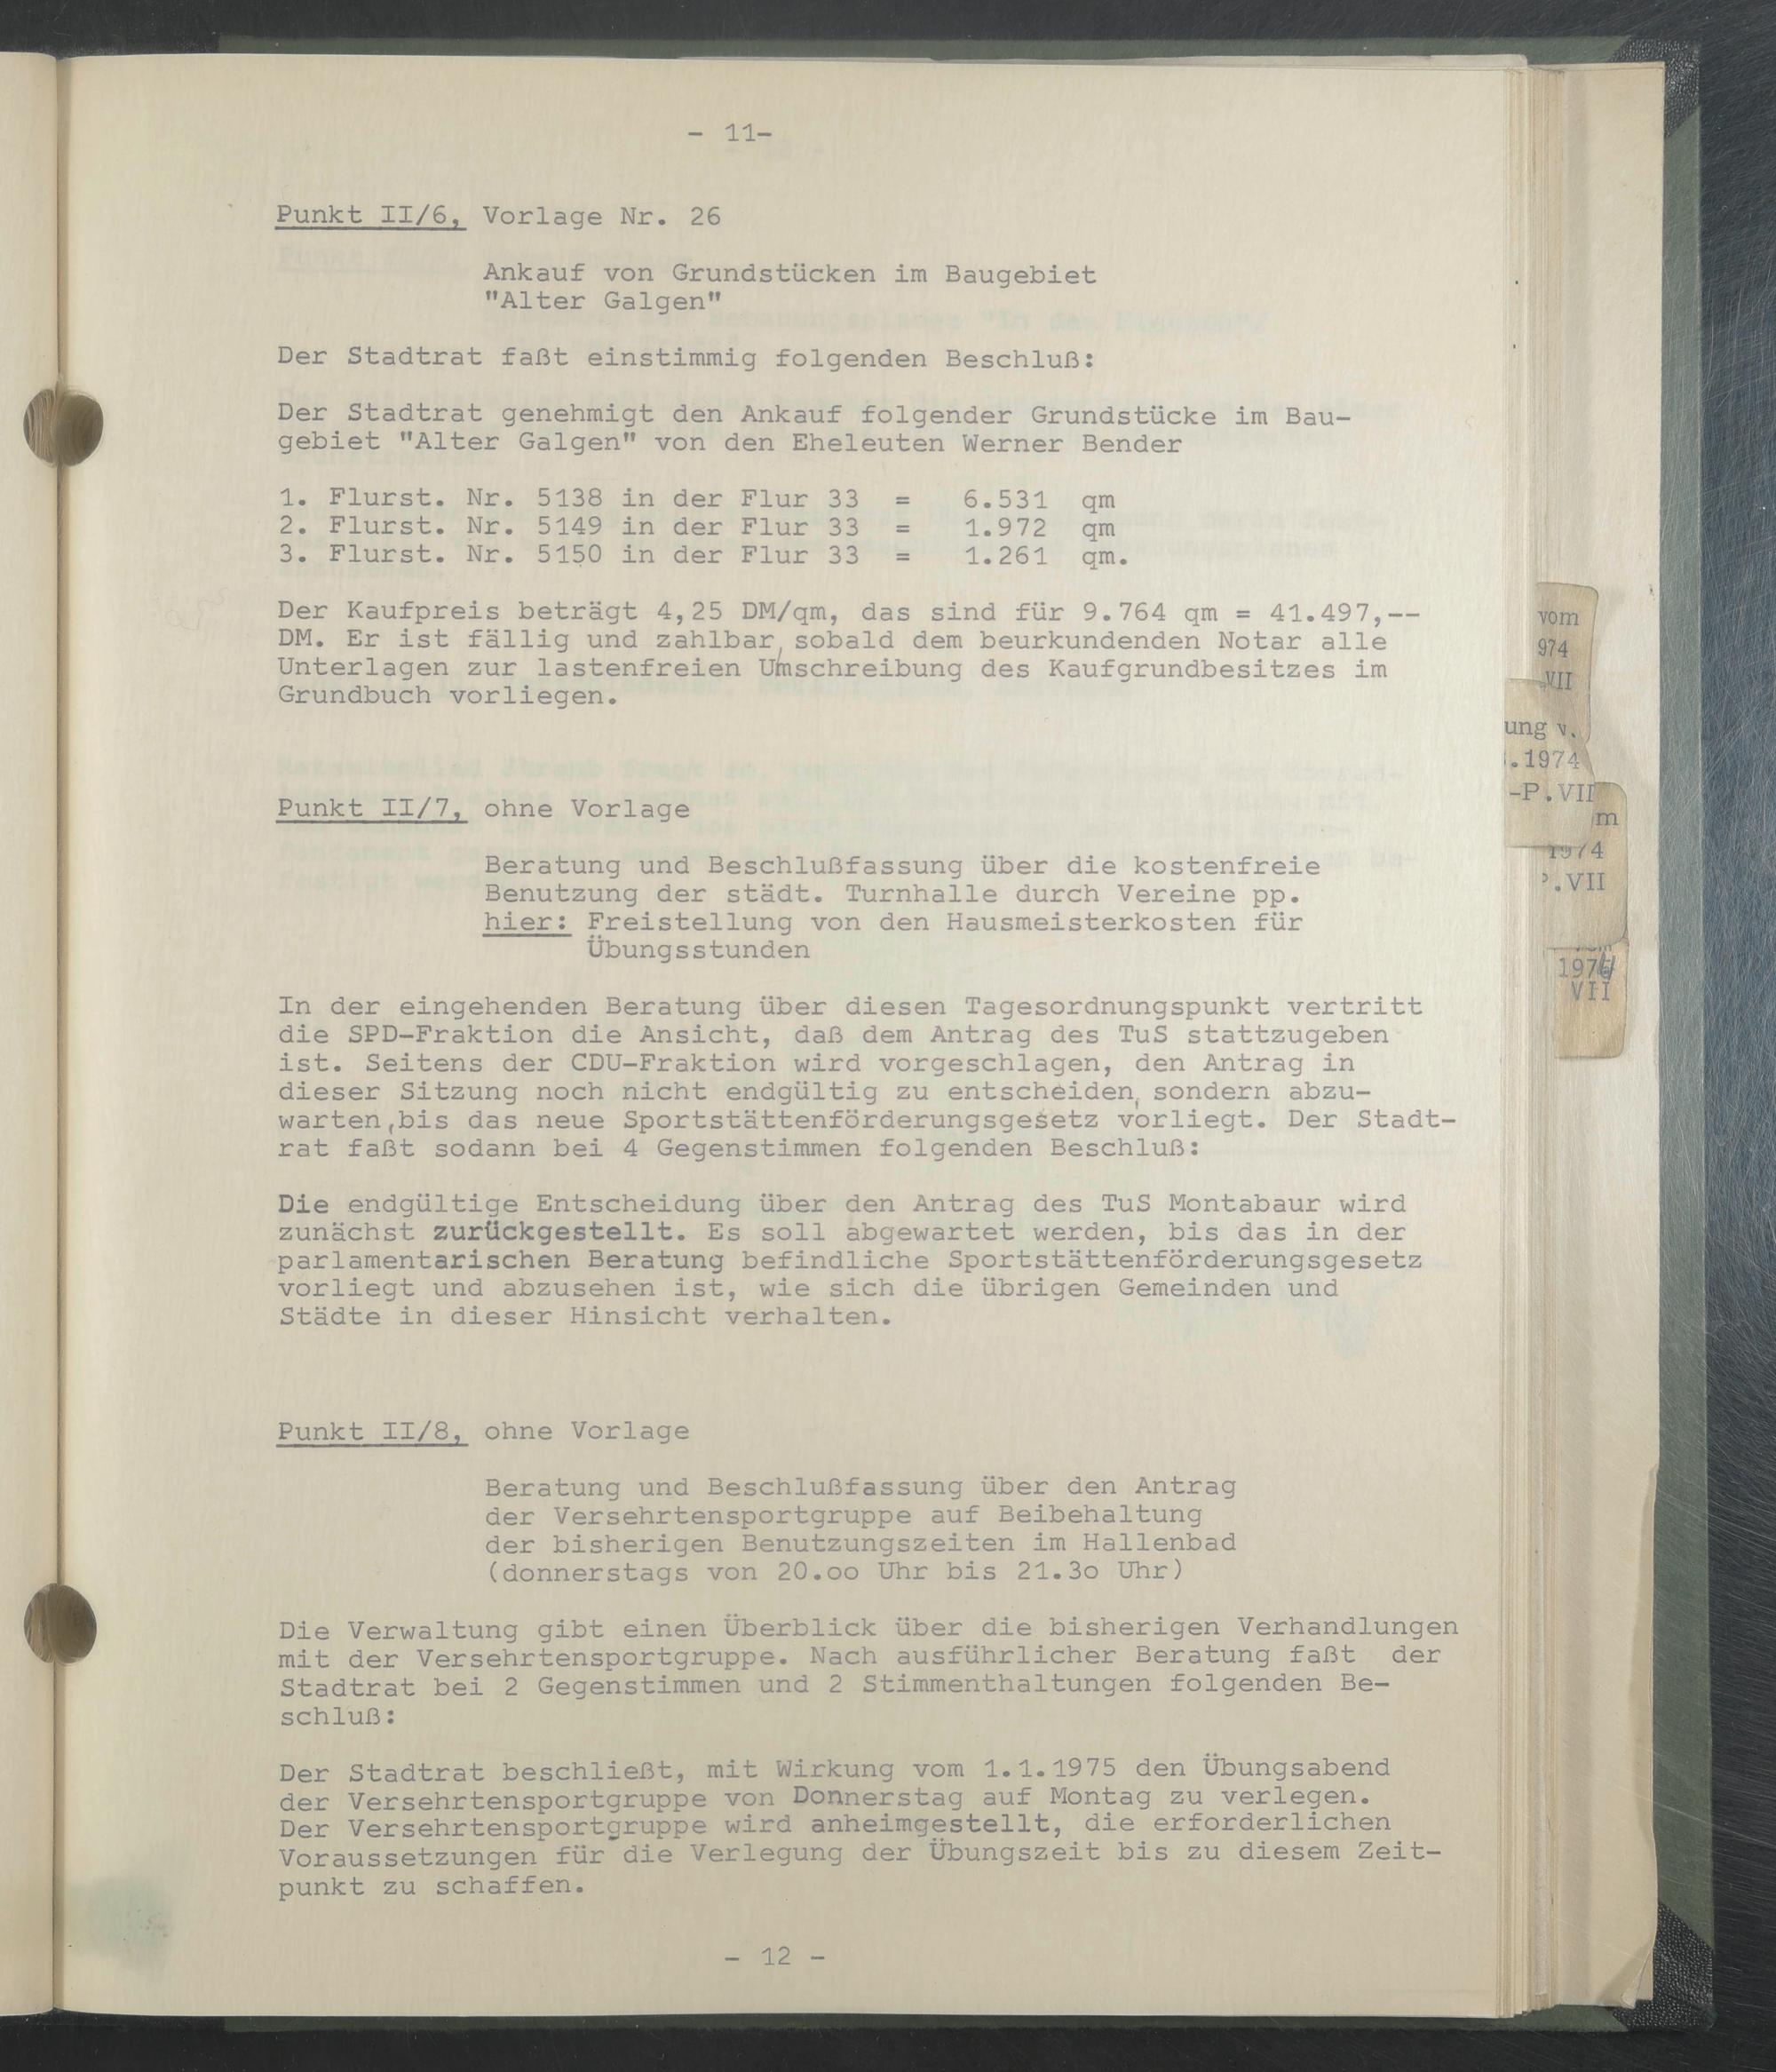 - 11-
Punkt II/6, Vorlage Nr. 26
Ankauf von Grundstücken im Baugebiet
"Alter Galgen"
Der Stadtrat faßt einstimmig folgenden Beschluß:
Der Stadtrat genehmigt den Ankauf folgender Grundstücke im Bau-
gebiet "Alter Galgen" von den Eheleuten Werner Bender
1. Flurst. Nr. 5138 in der Flur 33 = 6.531 qm
2. Flurst. Nr. 5149 in der Flur 33 = 1.972 qm
3. Flurst. Nr. 5150 in der Flur 33 = 1.261 qm.
Der Kaufpreis beträgt 4,25 DM/qm, das sind für 9.764 qm = 41.497,--
DM. Er ist fällig und zahlbar, sobald dem beurkundenden Notar alle
Unterlagen zur lastenfreien Umschreibung des Kaufgrundbesitzes im
Grundbuch vorliegen.
Punkt II/7, ohne Vorlage
Beratung und Beschlußfassung über die kostenfreie
Benutzung der städt. Turnhalle durch Vereine pp.
hier: Freistellung von den Hausmeisterkosten für
Übungsstunden
In der eingehenden Beratung über diesen Tagesordnungspunkt vertritt
die SPD-Fraktion die Ansicht, daß dem Antrag des TuS stattzugeben
ist. Seitens der CDU-Fraktion wird vorgeschlagen, den Antrag in
dieser Sitzung noch nicht endgültig zu entscheiden, sondern abzu-
warten,bis das neue Sportstättenförderungsgesetz vorliegt. Der Stadt-
rat faßt sodann bei 4 Gegenstimmen folgenden Beschluß:
Die endgültige Entscheidung über den Antrag des TuS Montabaur wird
zunächst zurückgestellt. Es soll abgewartet werden, bis das in der
parlamentarischen Beratung befindliche Sportstättenförderungsgesetz
vorliegt und abzusehen ist, wie sich die übrigen Gemeinden und
Städte in dieser Hinsicht verhalten.
Punkt II/8, ohne Vorlage
Beratung und Beschlußfassung über den Antrag
der Versehrtensportgruppe auf Beibehaltung
der bisherigen Benutzungszeiten im Hallenbad
(donnerstags von 20.oo Uhr bis 21.3o Uhr)
Die Verwaltung gibt einen Überblick über die bisherigen Verhandlungen
mit der Versehrtensportgruppe. Nach ausführlicher Beratung faßt der
Stadtrat bei 2 Gegenstimmen und 2 Stimmenthaltungen folgenden Be-
schluß:
Der Stadtrat beschließt, mit Wirkung vom 1.1.1975 den Übungsabend
der Versehrtensportgruppe von Donnerstag auf Montag zu verlegen.
Der Versehrtensportgruppe wird anheimgestellt, die erforderlichen
Voraussetzungen für die Verlegung der Übungszeit bis zu diesem Zeit-
punkt zu schaffen.
- 12 -
vom
974
.VII
ung v.
.1974
-P.VII
m
1974
P.VII
VII